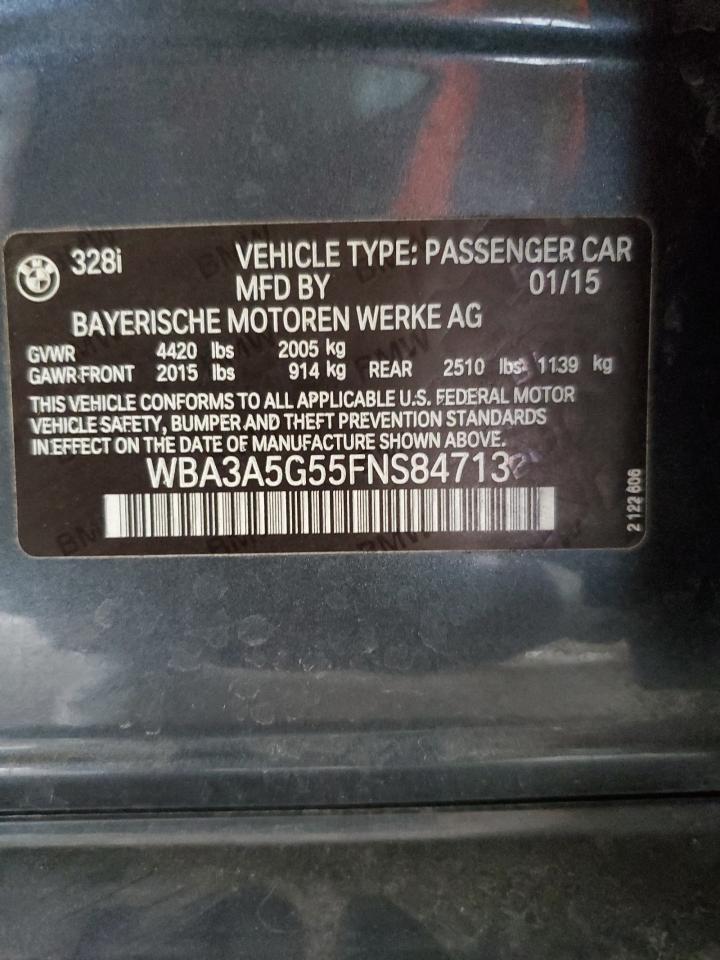 328i VEHICLE TYPE: PASSENGER CAR
MFD BY 01/15
BAYERISCHE MOTOREN WERKE AG
GVWR 4420 lbs 2005 kg
GAWR FRONT 2015 lbs 914 kg REAR 2510 lbs 1139 kg
THIS VEHICLE CONFORMS TO ALL APPLICABLE U.S. FEDERAL MOTOR
VEHICLE SAFETY, BUMPER AND THEFT PREVENTION STANDARDS
IN EFFECT ON THE DATE OF MANUFACTURE SHOWN ABOVE.
WBA3A5G55FNS84713
2 122 606